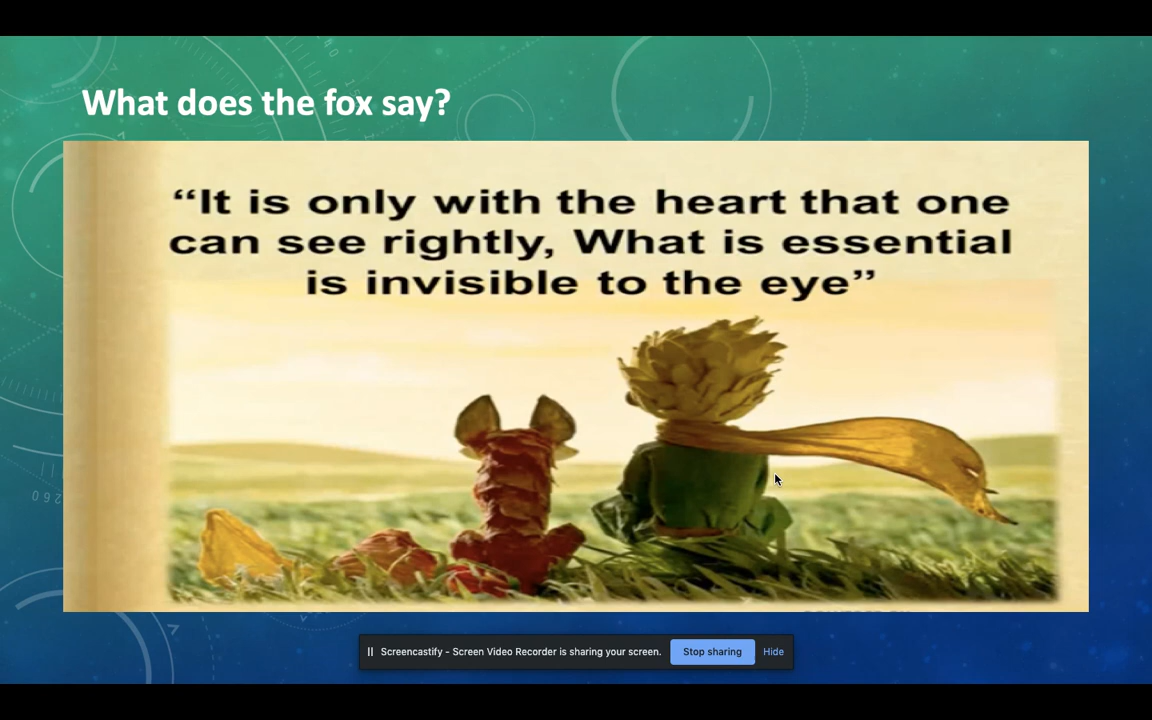 What does the fox say?
“It is only with the heart that one
can see rightly, What is essential
is invisible to the eye”
Screencastify - Screen Video Recorder is sharing your screen. Stop sharing Hide